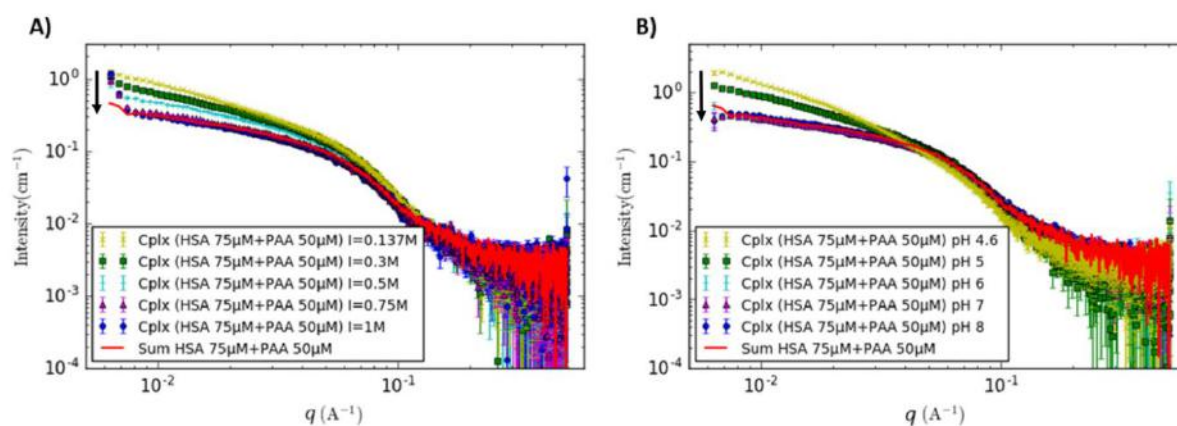 A)
10⁰
10⁻¹
10⁻²
10⁻³
10⁻⁴
Intensity(cm⁻¹)
Cplx (HSA 75µM+PAA 50µM) I=0.137M
Cplx (HSA 75µM+PAA 50µM) I=0.3M
Cplx (HSA 75µM+PAA 50µM) I=0.5M
Cplx (HSA 75µM+PAA 50µM) I=0.75M
Cplx (HSA 75µM+PAA 50µM) I=1M
Sum HSA 75µM+PAA 50µM
10⁻² 10⁻¹
q (A⁻¹)
B)
10⁰
10⁻¹
10⁻²
10⁻³
10⁻⁴
Intensity(cm⁻¹)
Cplx (HSA 75µM+PAA 50µM) pH 4.6
Cplx (HSA 75µM+PAA 50µM) pH 5
Cplx (HSA 75µM+PAA 50µM) pH 6
Cplx (HSA 75µM+PAA 50µM) pH 7
Cplx (HSA 75µM+PAA 50µM) pH 8
Sum HSA 75µM+PAA 50µM
10⁻² 10⁻¹
q (A⁻¹)